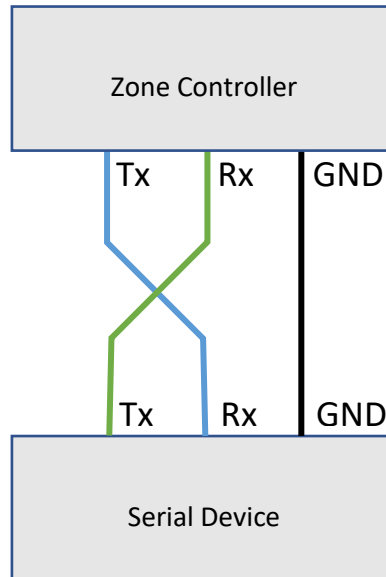 Zone Controller
Tx Rx GND
Tx Rx GND
Serial Device